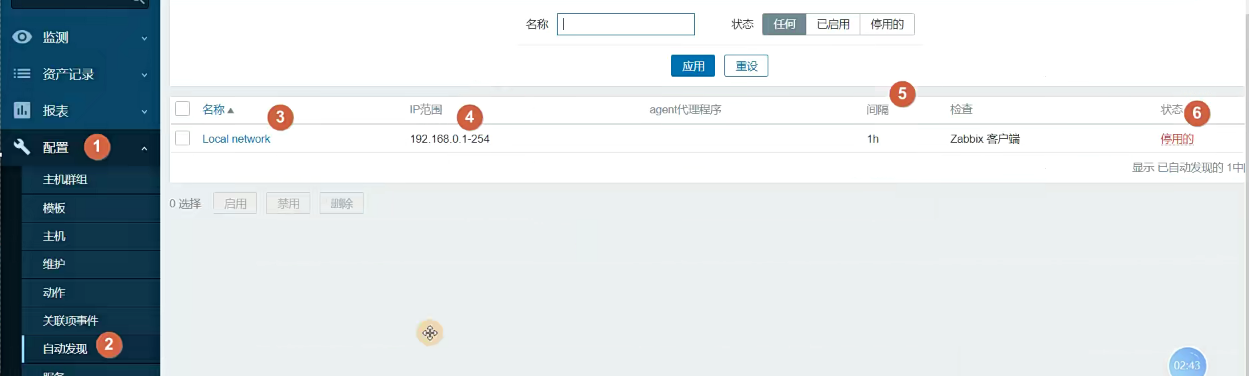 名称 状态 任何 已启用 停用的
监测
应用 重设
资产记录
报表
名称▲ 3 IP范围 4 agent代理程序 间隔 5 检查 状态 6
Local network 192.168.0.1-254 1h Zabbix 客户端 停用的
配置 1
显示 已自动发现的 1中
主机群组
0 选择 启用 禁用 删除
模板
主机
维护
动作
关联项事件
自动发现 2
02:43